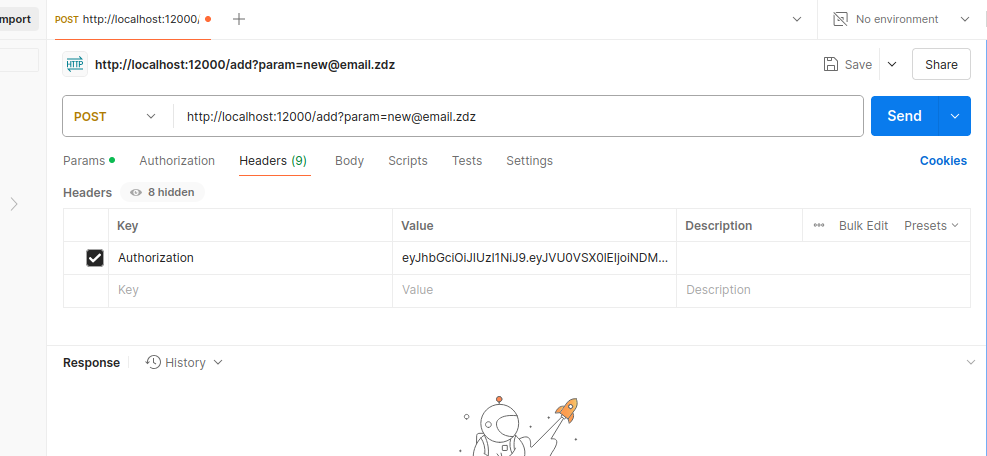 mport
POST http://localhost:12000/
No environment
HTTP http://localhost:12000/add?param=new@email.zdz
Save
Share
POST http://localhost:12000/add?param=new@email.zdz
Send
Params Authorization Headers (9) Body Scripts Tests Settings
Cookies
Headers 8 hidden
Key Value Description Bulk Edit Presets
Authorization eyJhbGciOiJIUzI1NiJ9.eyJVU0VSX0lEIjoiNDM...
Key Value Description
Response History